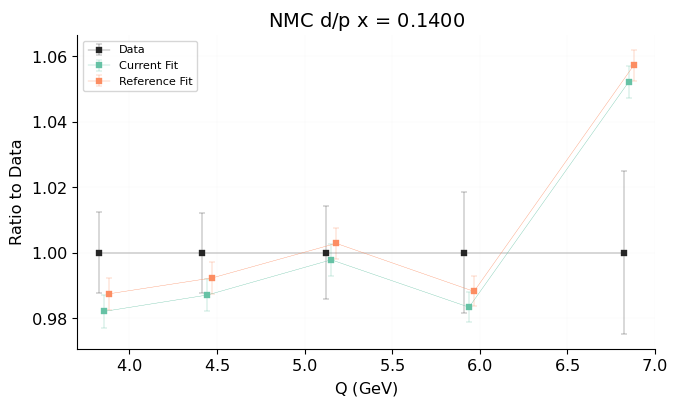 NMC d/p x = 0.1400
Data
Current Fit
Reference Fit
Ratio to Data
1.06
1.04
1.02
1.00
0.98
4.0 4.5 5.0 5.5 6.0 6.5 7.0
Q (GeV)